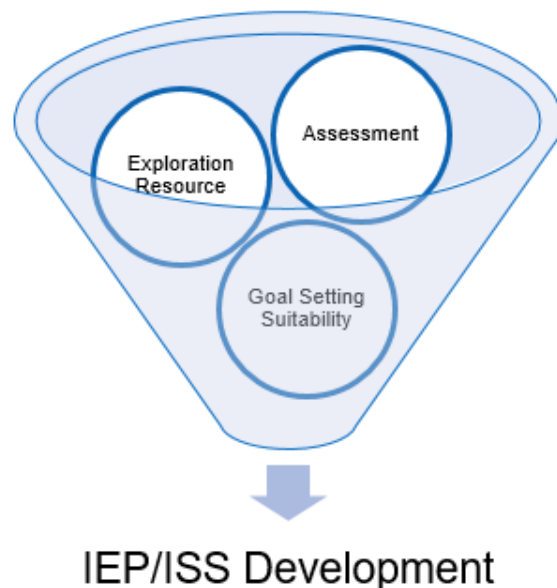 Assessment
Exploration
Resource
Goal Setting
Suitability
IEP/ISS Development